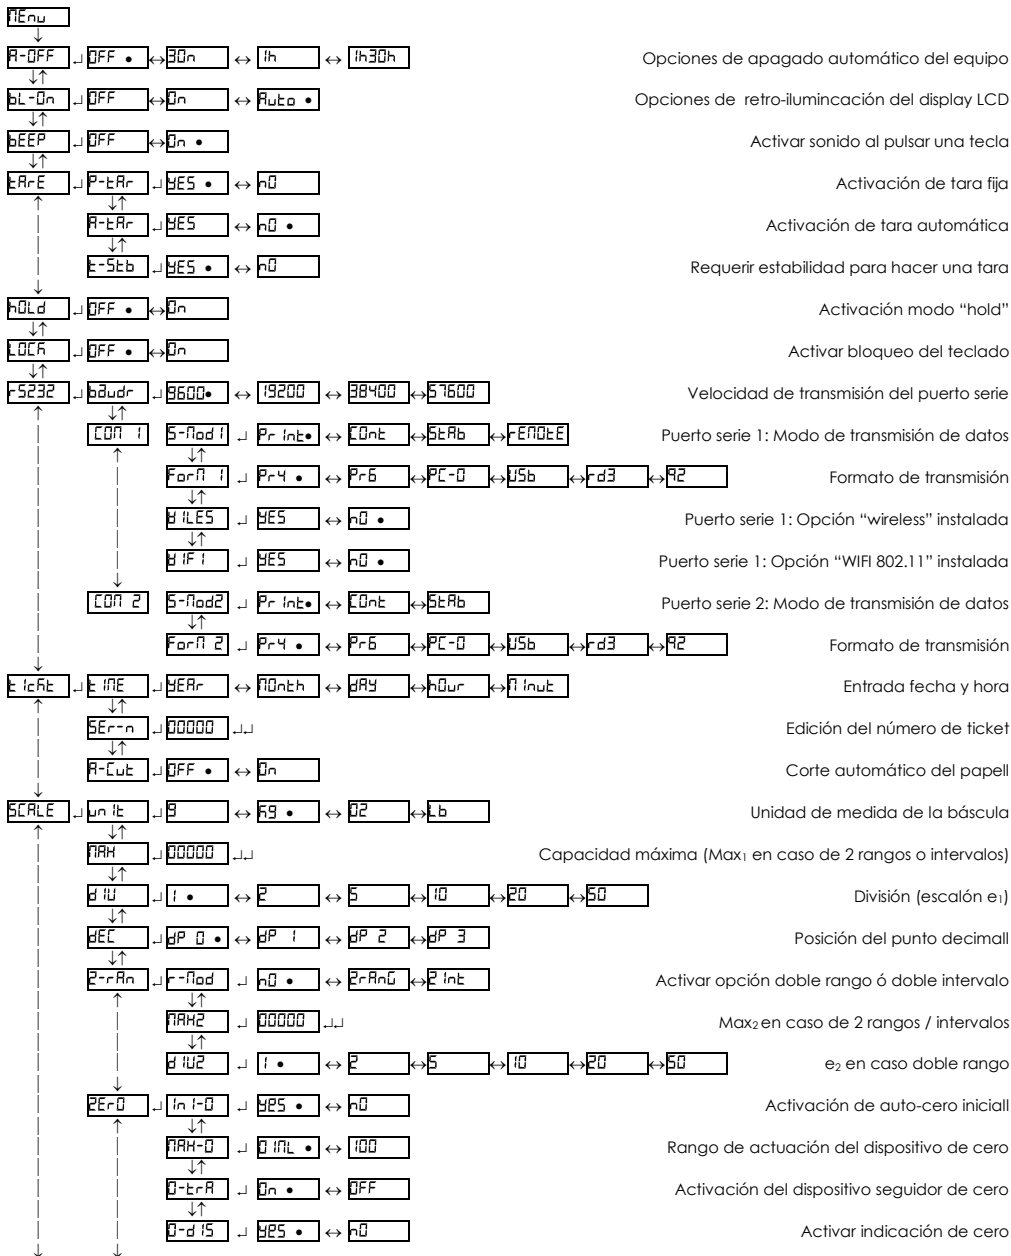 MEnu
A-OFF OFF • 30n 1h 1h30h Opciones de apagado automático del equipo
bL-On OFF On Auto • Opciones de retro-ilumincación del display LCD
bEEP OFF On • Activar sonido al pulsar una tecla
tArE P-tAr YES • nO Activación de tara fija
A-tAr YES nO • Activación de tara automática
t-Stb YES • nO Requerir estabilidad para hacer una tara
hOLd OFF • On Activación modo “hold”
LOCK OFF • On Activar bloqueo del teclado
rS232 bAudr 9600• 19200 38400 57600 Velocidad de transmisión del puerto serie
COM 1 S-Mod1 Print• COnt StAb rEMOtE Puerto serie 1: Modo de transmisión de datos
ForM 1 Pr4 • Pr6 PC-0 USb rd3 A2 Formato de transmisión
WILES YES nO • Puerto serie 1: Opción “wireless” instalada
WIFI YES nO • Puerto serie 1: Opción “WIFI 802.11” instalada
COM 2 S-Mod2 Print• COnt StAb Puerto serie 2: Modo de transmisión de datos
ForM 2 Pr4 • Pr6 PC-0 USb rd3 A2 Formato de transmisión
tIcKt tIME YEAr MOnth dAY hOur MInut Entrada fecha y hora
SEr-n 00000 Edición del número de ticket
A-Cut OFF • On Corte automático del papell
SCALE unIt g Kg • OZ Lb Unidad de medida de la báscula
MAX 00000 Capacidad máxima (Max1 en caso de 2 rangos o intervalos)
dIV 1 • 2 5 10 20 50 División (escalón e1)
dEC dP 0 • dP 1 dP 2 dP 3 Posición del punto decimall
2-rAn r-Mod nO • 2rAnG 2Int Activar opción doble rango ó doble intervalo
MAX2 00000 Max2 en caso de 2 rangos / intervalos
dIV2 1 • 2 5 10 20 50 e2 en caso doble rango
ZErO InI-0 YES • nO Activación de auto-cero iniciall
MAX-0 OIML • 100 Rango de actuación del dispositivo de cero
0-trA On • OFF Activación del dispositivo seguidor de cero
0-dIS YES • nO Activar indicación de cero